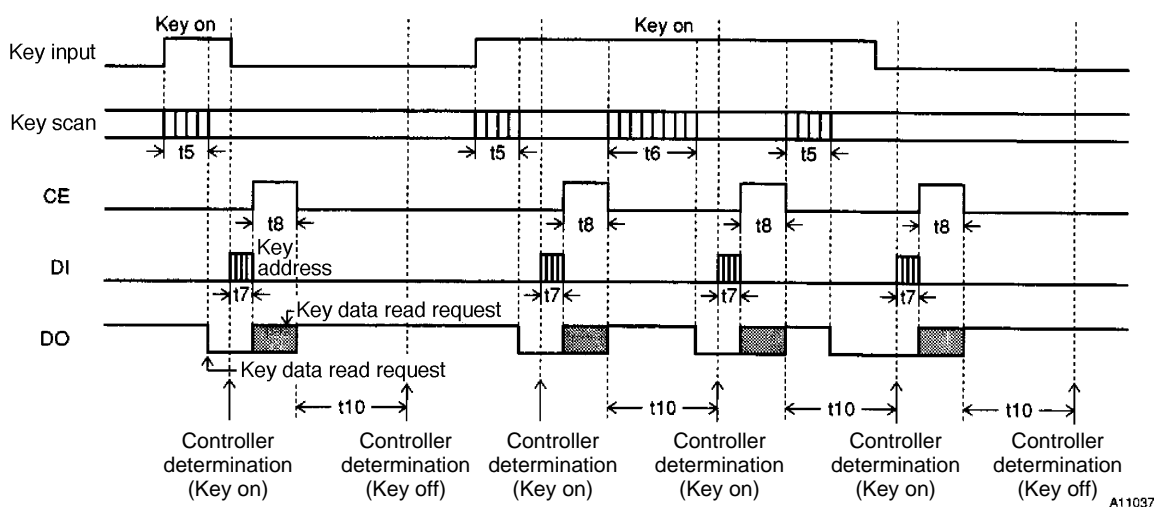 Key on
Key on
Key input
Key scan
t5
t5
t6
t5
CE
t8
t8
t8
t8
DI
Key
address
t7
t7
t7
t7
Key data read request
DO
Key data read request
t10
t10
t10
t10
Controller
determination
(Key on)
Controller
determination
(Key off)
Controller
determination
(Key on)
Controller
determination
(Key on)
Controller
determination
(Key on)
Controller
determination
(Key off)
A11037